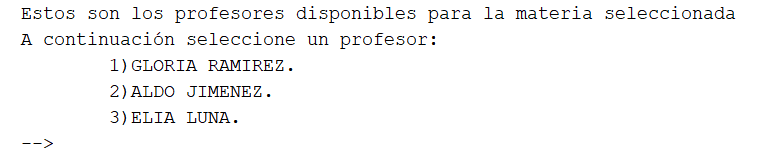 Estos son los profesores disponibles para la materia seleccionada
A continuación seleccione un profesor:
1)GLORIA RAMIREZ.
2)ALDO JIMENEZ.
3)ELIA LUNA.
-->